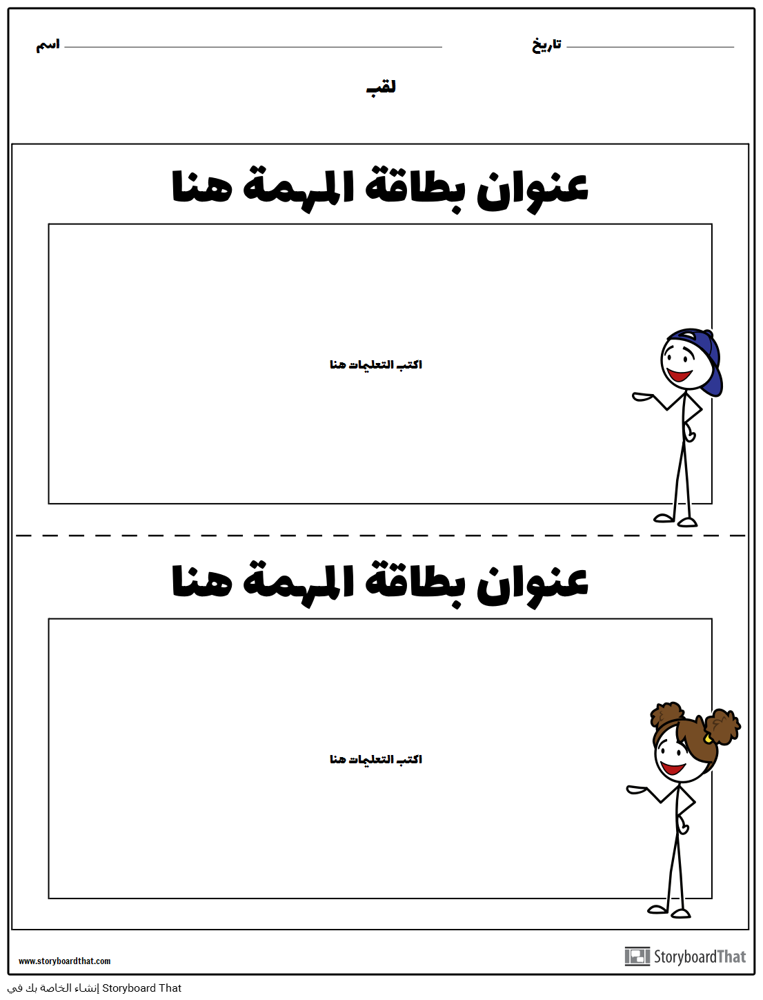 اسم
تاريخ
لقب
عنوان بطاقة المهمة هنا
اكتب التعليمات هنا
عنوان بطاقة المهمة هنا
اكتب التعليمات هنا
www.storyboardthat.com
StoryboardThat
إنشاء الخاصة بك في Storyboard That